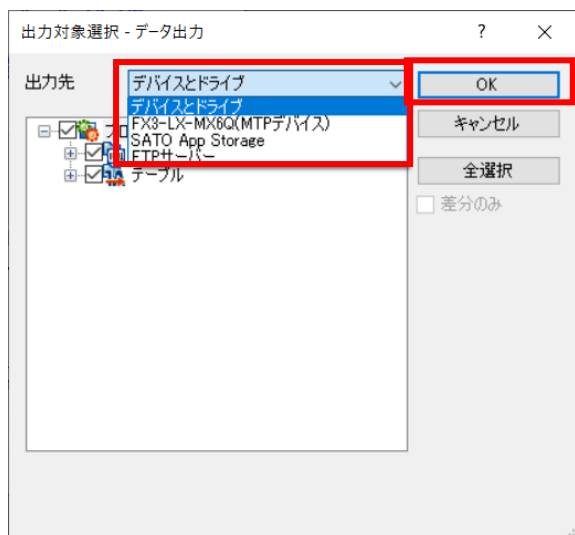 出力対象選択 - データ出力
出力先
デバイスとドライブ
OK
デバイスとドライブ
FX3-LX-MX6Q(MTPデバイス)
SATO App Storage
FTPサーバー
キャンセル
テーブル
全選択
差分のみ